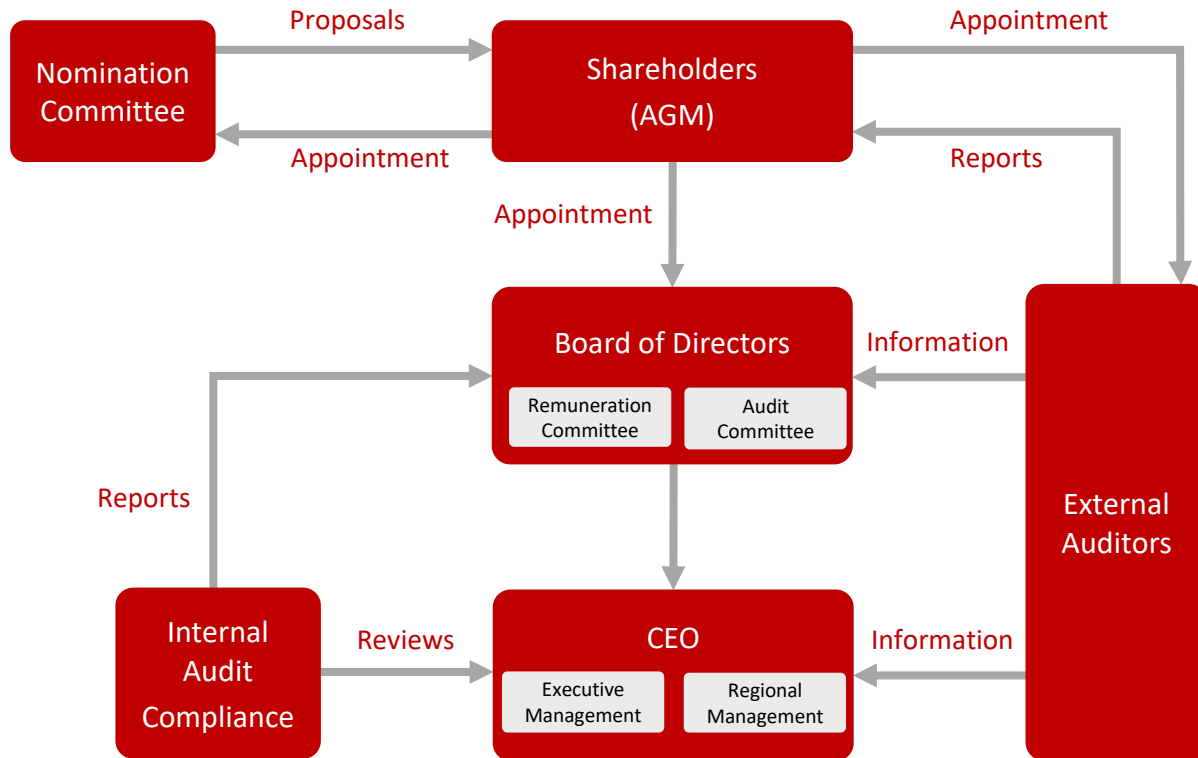 Proposals
Appointment
Nomination
Committee
Shareholders
(AGM)
Appointment
Reports
Appointment
Board of Directors
Information
Remuneration
Committee
Audit
Committee
Reports
External
Auditors
Internal
Audit
Compliance
Reviews
CEO
Information
Executive
Management
Regional
Management